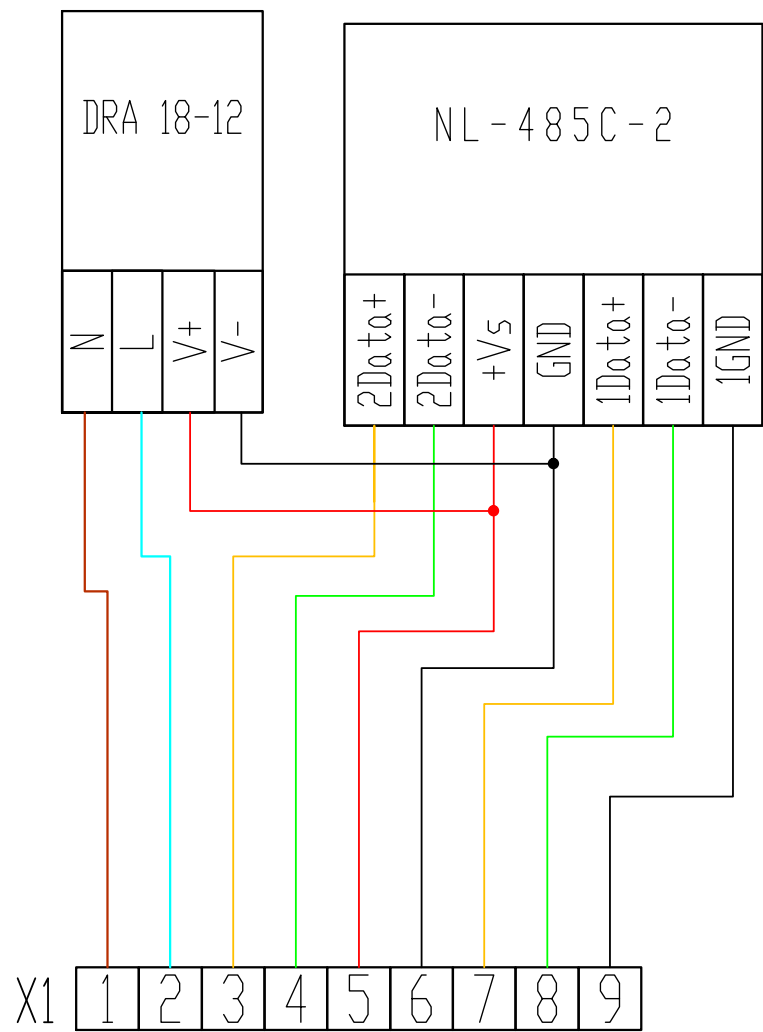 DRA 18-12
NL-485C-2
N
L
V+
V-
2Data+
2Data-
+Vs
GND
1Data+
1Data-
1GND
X1 1 2 3 4 5 6 7 8 9